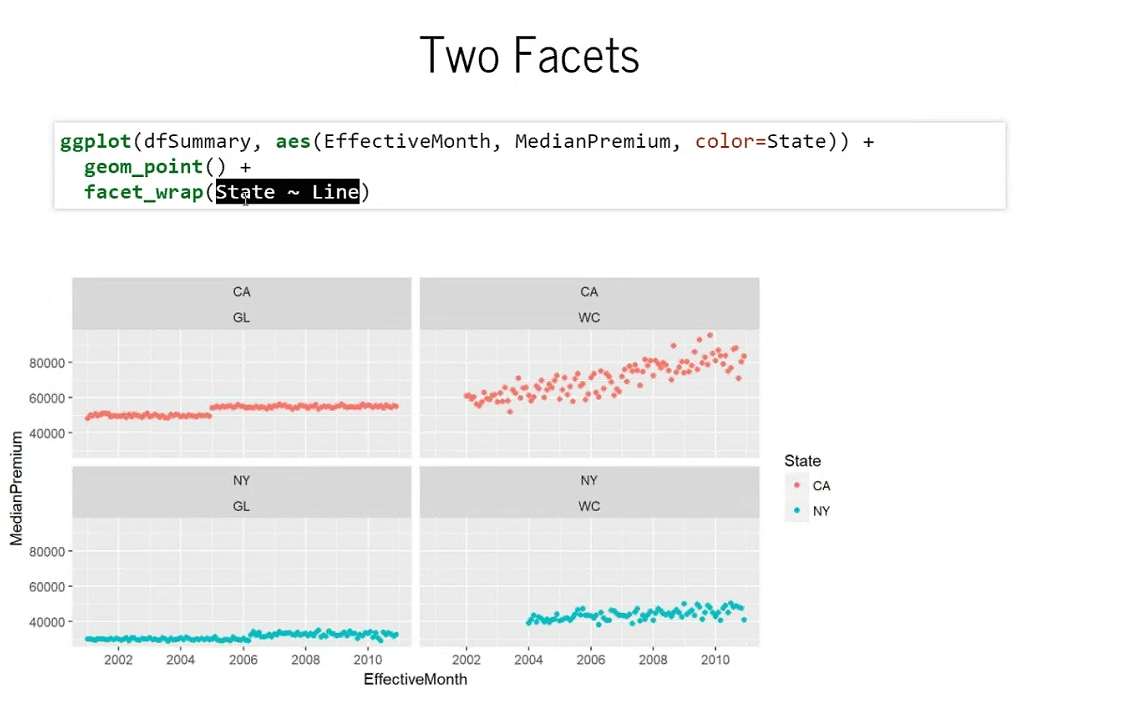 Two Facets
ggplot(dfSummary, aes(EffectiveMonth, MedianPremium, color=State)) +
geom_point() +
facet_wrap(State ~ Line)
CA
GL
CA
WC
80000
60000
40000
NY
GL
NY
WC
80000
60000
40000
MedianPremium
2002 2004 2006 2008 2010
2002 2004 2006 2008 2010
EffectiveMonth
State
CA
NY